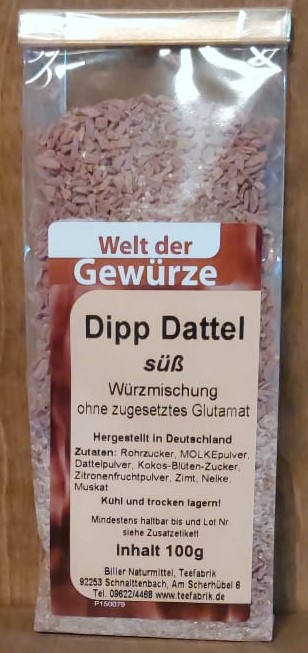 Welt der
Gewürze
Dipp Dattel
süß
Würzmischung
ohne zugesetztes Glutamat
Hergestellt in Deutschland
Zutaten: Rohrzucker, MOLKEpulver,
Dattelpulver, Kokos-Blüten-Zucker,
Zitronenfruchtpulver, Zimt, Nelke,
Muskat
Kühl und trocken lagern!
Mindestens haltbar bis und Lot Nr
siehe Zusatzetikett
Inhalt 100g
Biller Naturmittel, Teefabrik
92253 Schnaittenbach, Am Scherhübel 6
Tel. 09622/4468 www.teefabrik.de
P150079